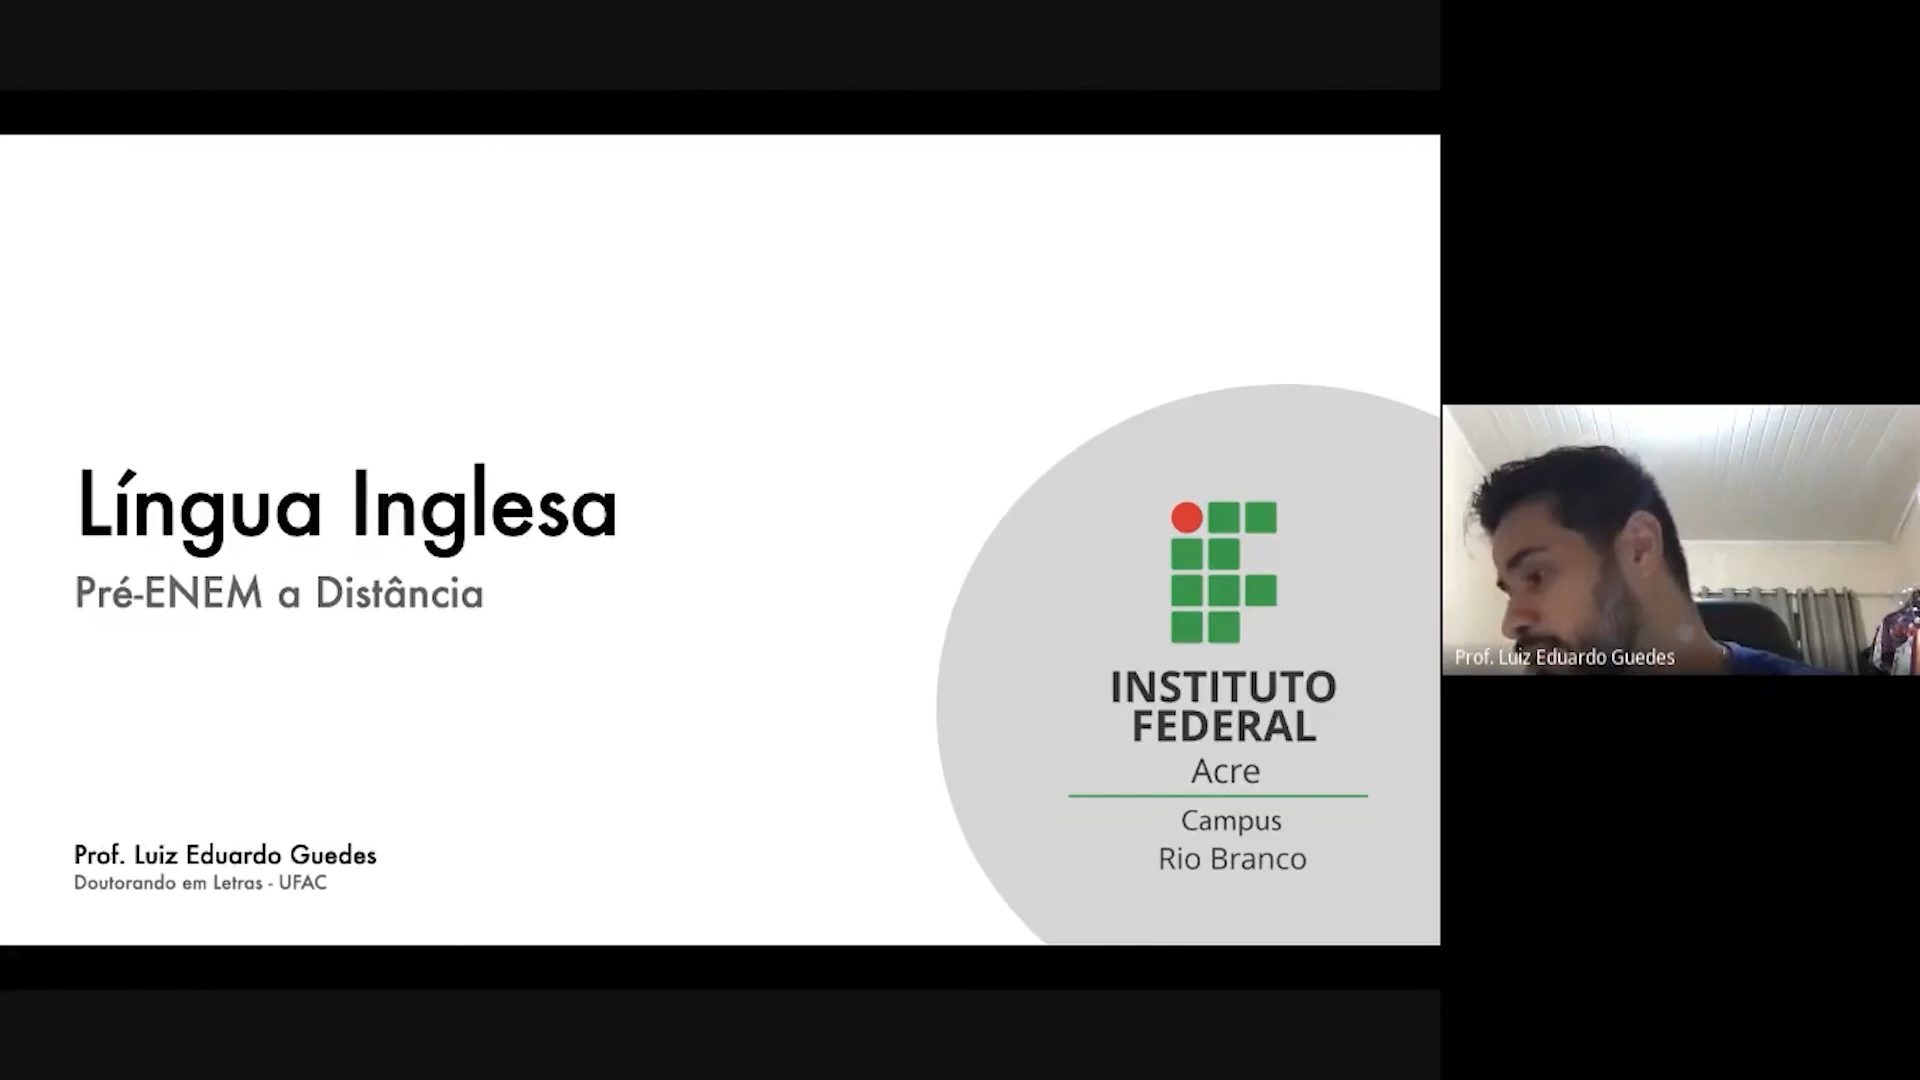 Língua Inglesa
Pré-ENEM a Distância
Prof. Luiz Eduardo Guedes
Doutorando em Letras - UFAC
INSTITUTO
FEDERAL
Acre
Campus
Rio Branco
Prof. Luiz Eduardo Guedes